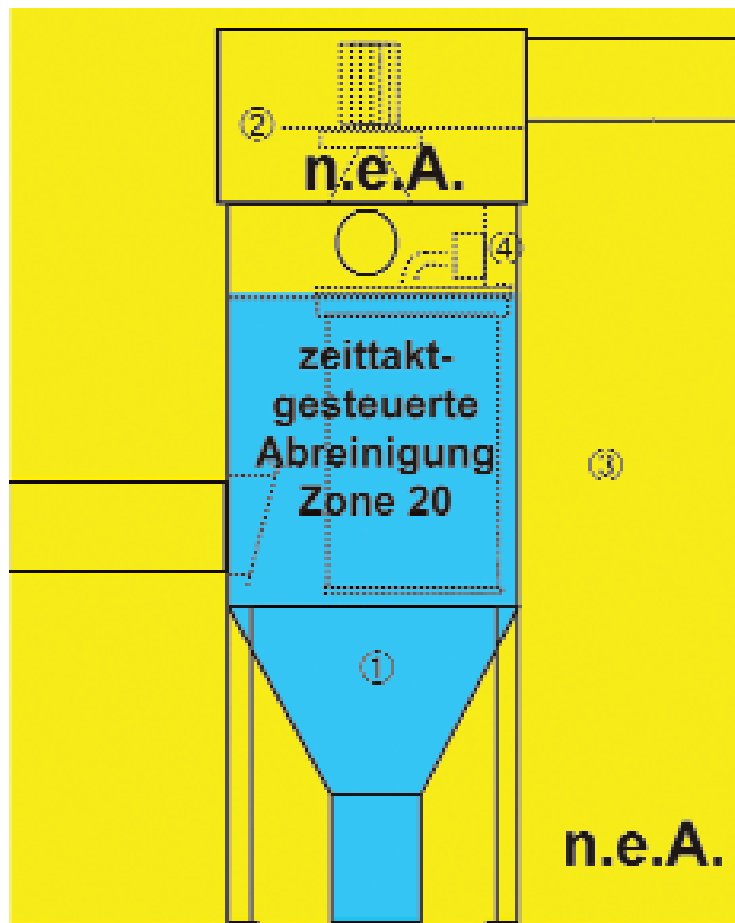 ②
n.e.A.
④
zeittakt-
gesteuerte
Abreinigung
Zone 20
③
①
n.e.A.